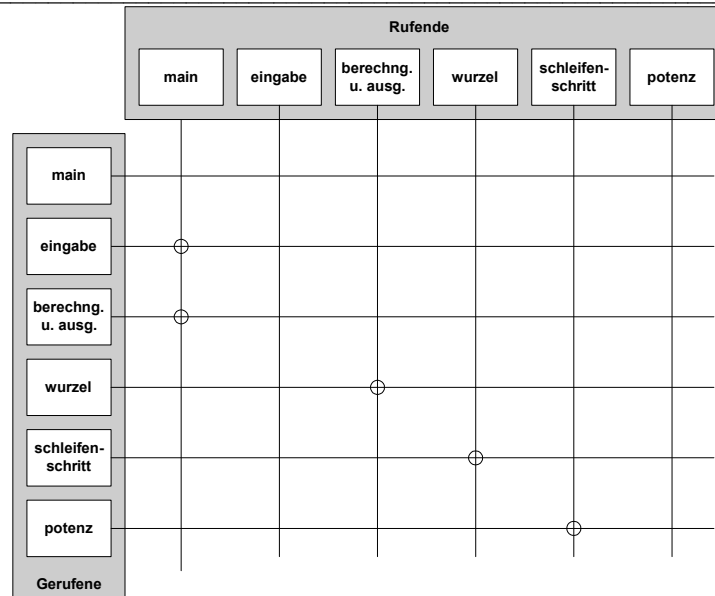 Rufende
main
eingabe
berechng.
u. ausg.
wurzel
schleifen-
schritt
potenz
main
eingabe
berechng.
u. ausg.
wurzel
schleifen-
schritt
potenz
Gerufene